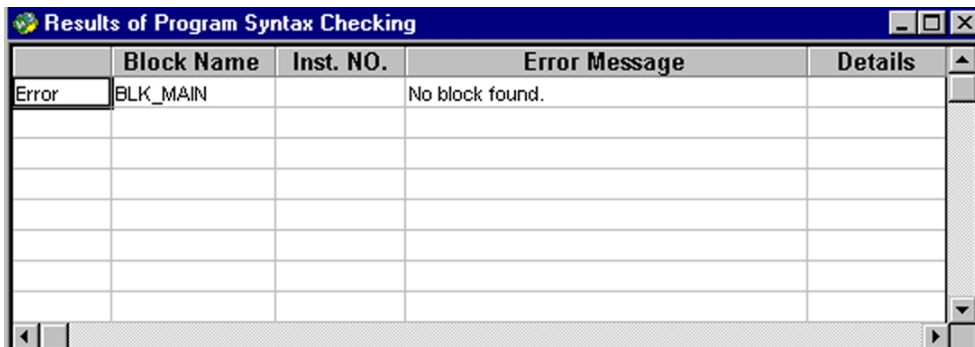 Results of Program Syntax Checking
Block Name Inst. NO. Error Message Details
Error BLK_MAIN No block found.